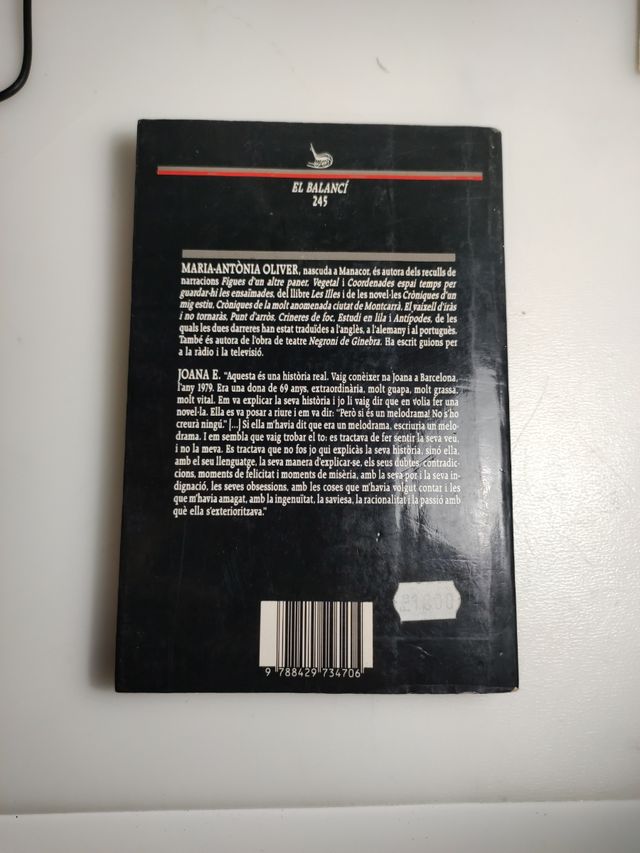 EL BALANCÍ
245
MARIA-ANTÒNIA OLIVER, nascuda a Manacor, és autora dels reculls de
narracions Figues d'un altre paner, Vegetal i Coordenades espai temps per
guardar-hi les ensaïmades, del llibre Les Illes i de les novel·les Cròniques d'un
mig estiu, Cròniques de la molt anomenada ciutat de Montcarrà, El vaixell d'iràs
i no tornaràs, Punt d'arròs, Crineres de foc, Estudi en lila i Antípodes, de les
quals les dues darreres han estat traduïdes a l'anglès, a l'alemany i al portuguès.
També és autora de l'obra de teatre Negroni de Ginebra. Ha escrit guions per
a la ràdio i la televisió.
JOANA E. "Aquesta és una història real. Vaig conèixer na Joana a Barcelona,
l'any 1979. Era una dona de 69 anys, extraordinària, molt guapa, molt grassa,
molt vital. Em va explicar la seva història i jo li vaig dir que en volia fer una
novel·la. Ella es va posar a riure i em va dir: "Però si és un melodrama! No s'ho
creurà ningú." [...] Si ella m'havia dit que era un melodrama, escriuria un melo-
drama. I em sembla que vaig trobar el to: es tractava de fer sentir la seva veu,
i no la meva. Es tractava que no fos jo qui explicàs la seva història, sinó ella,
amb el seu llenguatge, la seva manera d'explicar-se, els seus dubtes, contradic-
cions, moments de felicitat i moments de misèria, amb la seva por i la seva in-
dignació, les seves obsessions, amb les coses que m'havia volgut contar i les
que m'havia amagat, amb la ingenuïtat, la saviesa, la racionalitat i la passió amb
què ella s'exterioritzava."
9 788429 734706